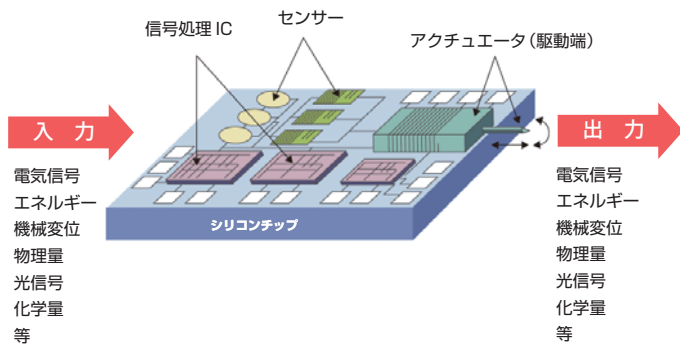 信号処理 IC
センサー
アクチュエータ（駆動端）
入　力
電気信号
エネルギー
機械変位
物理量
光信号
化学量
等
シリコンチップ
出　力
電気信号
エネルギー
機械変位
物理量
光信号
化学量
等